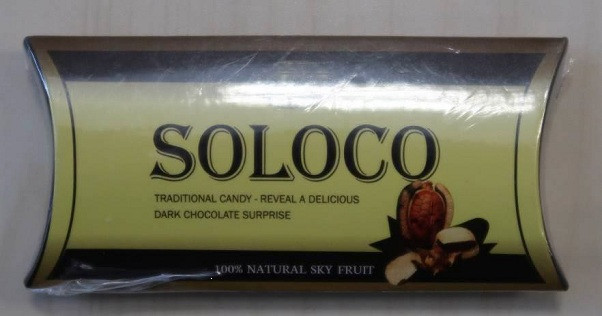 SOLOCO
TRADITIONAL CANDY - REVEAL A DELICIOUS
DARK CHOCOLATE SURPRISE
100% NATURAL SKY FRUIT